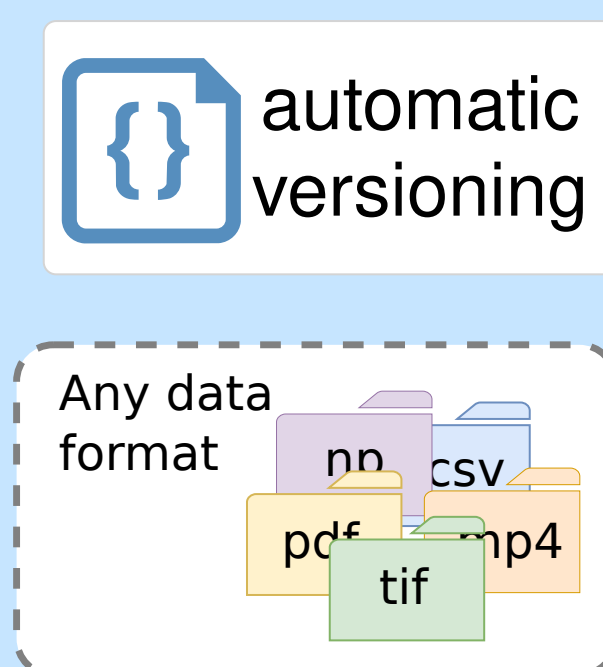 {}
automatic
versioning
Any data
format
np
csv
pdf
mp4
tif